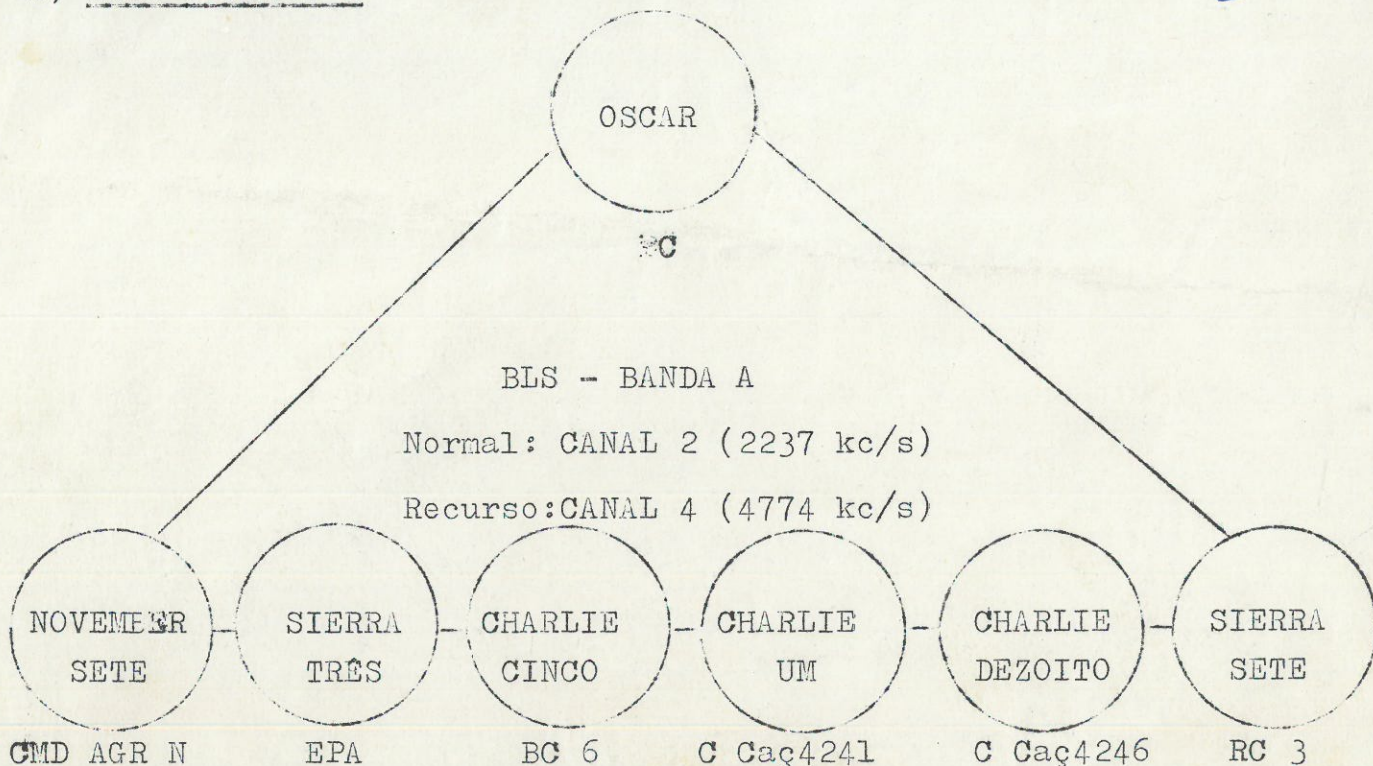 OSCAR
BLS - BANDA A
Normal: CANAL 2 (2237 kc/s)
Recurso:CANAL 4 (4774 kc/s)
NOVEMBER
SETE
SIERRA
TRÊS
CHARLIE
CINCO
CHARLIE
UM
CHARLIE
DEZOITO
SIERRA
SETE
CMD AGR N
EPA
BC 6
C Caç4241
C Caç4246
RC 3